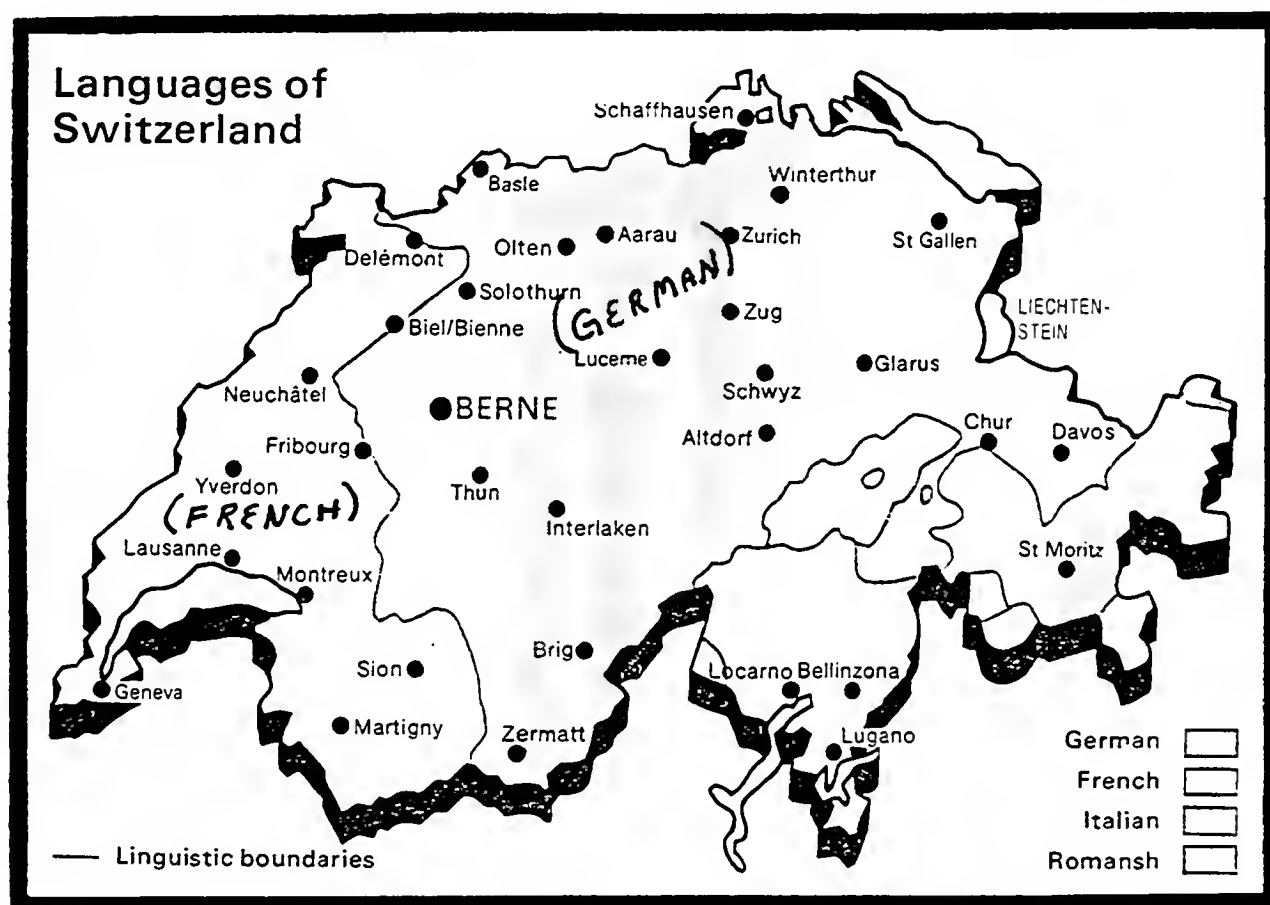 Languages of
Switzerland
Schaffhausen
Basle
Winterthur
Delémont
Olten
Aarau
Zurich
St Gallen
Solothurn
(GERMAN)
Biel/Bienne
Zug
LIECHTEN-
STEIN
Lucerne
Glarus
Neuchâtel
Schwyz
BERNE
Fribourg
Altdorf
Chur
Davos
Yverdon
(FRENCH)
Thun
Interlaken
Lausanne
Montreux
St Moritz
Brig
Sion
Geneva
Locarno
Bellinzona
Martigny
Zermatt
Lugano
German
French
Italian
Romansh
Linguistic boundaries